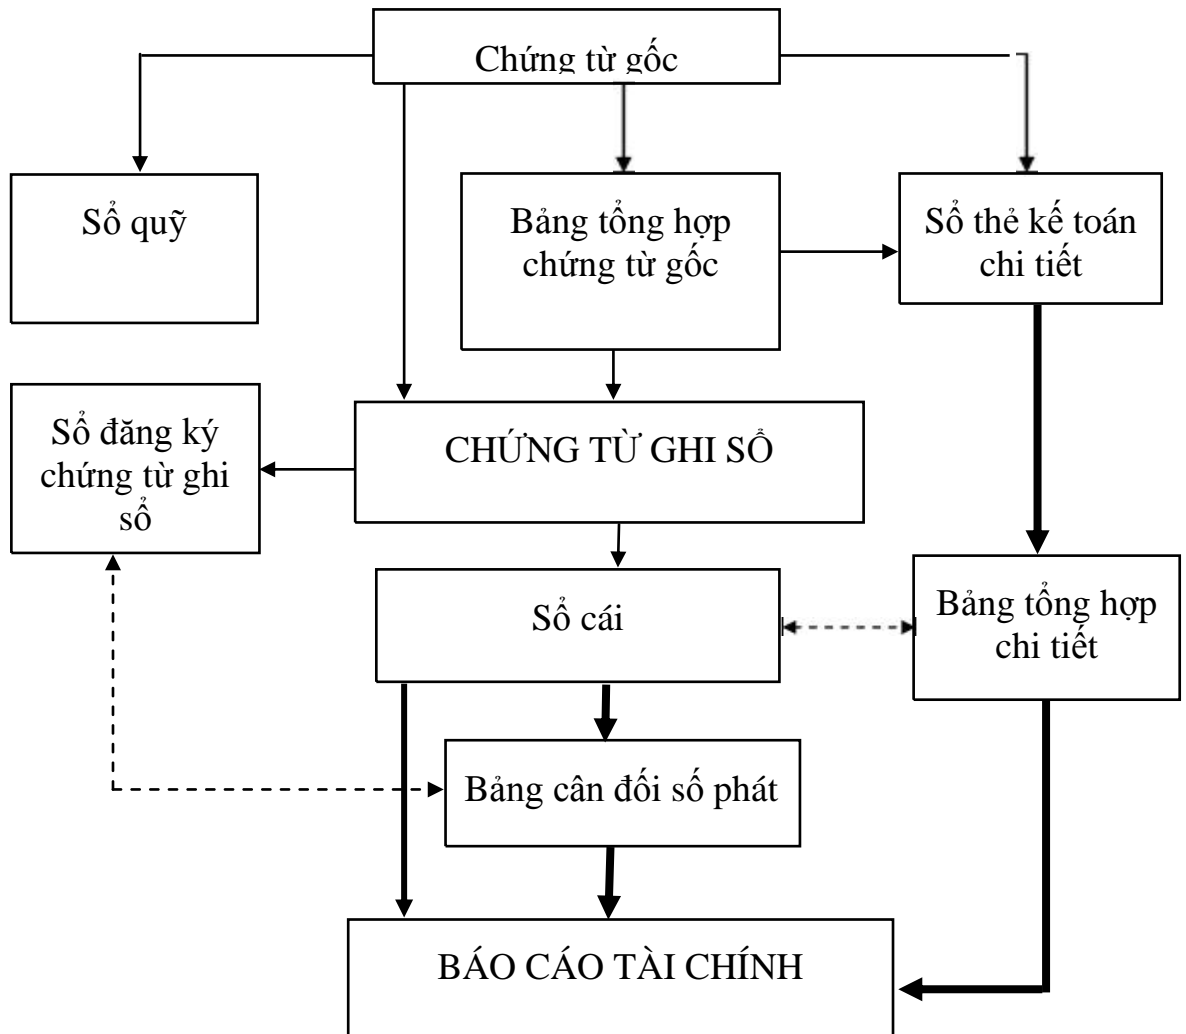 Chứng từ gốc
Sổ quỹ
Bảng tổng hợp
chứng từ gốc
Sổ thẻ kế toán
chi tiết
Sổ đăng ký
chứng từ ghi
sổ
CHỨNG TỪ GHI SỔ
Sổ cái
Bảng tổng hợp
chi tiết
Bảng cân đối số phát
BÁO CÁO TÀI CHÍNH